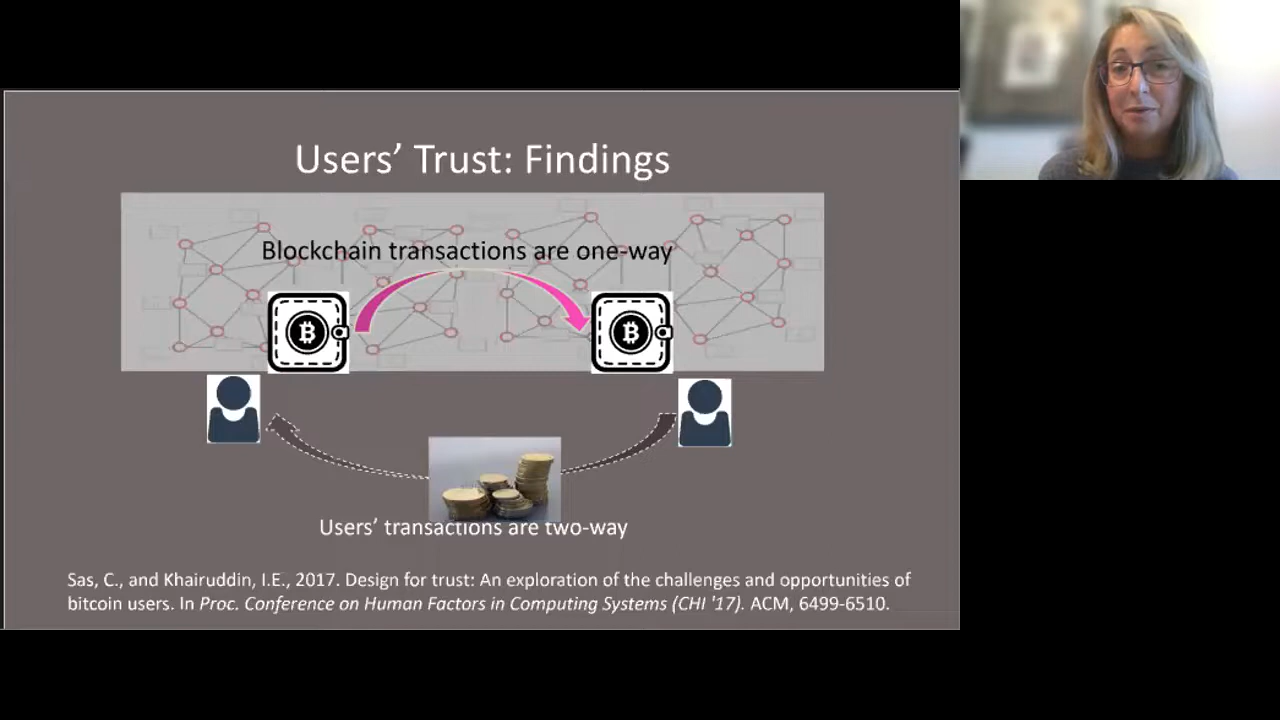 Users’ Trust: Findings
Blockchain transactions are one-way
Users’ transactions are two-way
Sas, C., and Khairuddin, I.E., 2017. Design for trust: An exploration of the challenges and opportunities of
bitcoin users. In Proc. Conference on Human Factors in Computing Systems (CHI '17). ACM, 6499-6510.